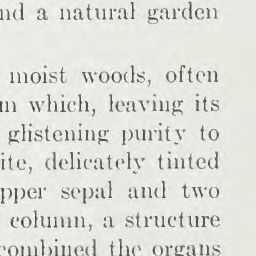 nd a natural garden
moist woods, often
m which, leaving its
glistening purity to
ite, delicately tinted
pper sepal and two
column, a structure
combined the organs